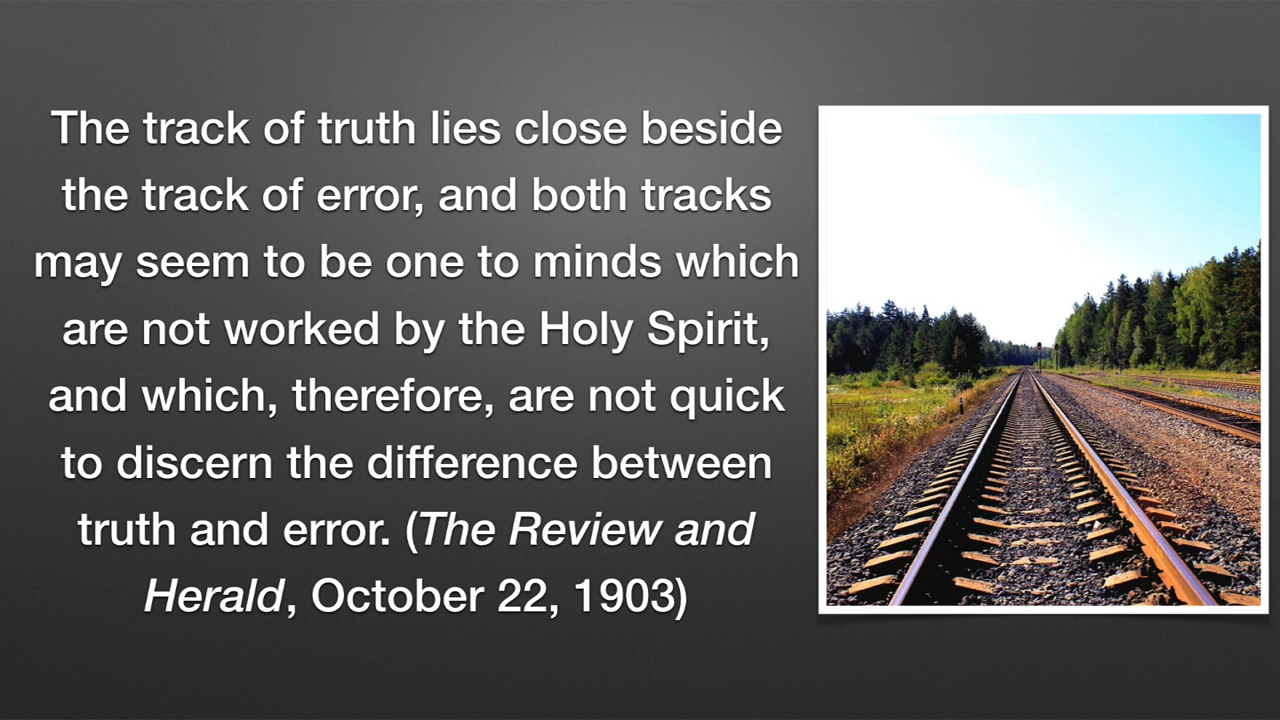 The track of truth lies close beside
the track of error, and both tracks
may seem to be one to minds which
are not worked by the Holy Spirit,
and which, therefore, are not quick
to discern the difference between
truth and error. (The Review and
Herald, October 22, 1903)